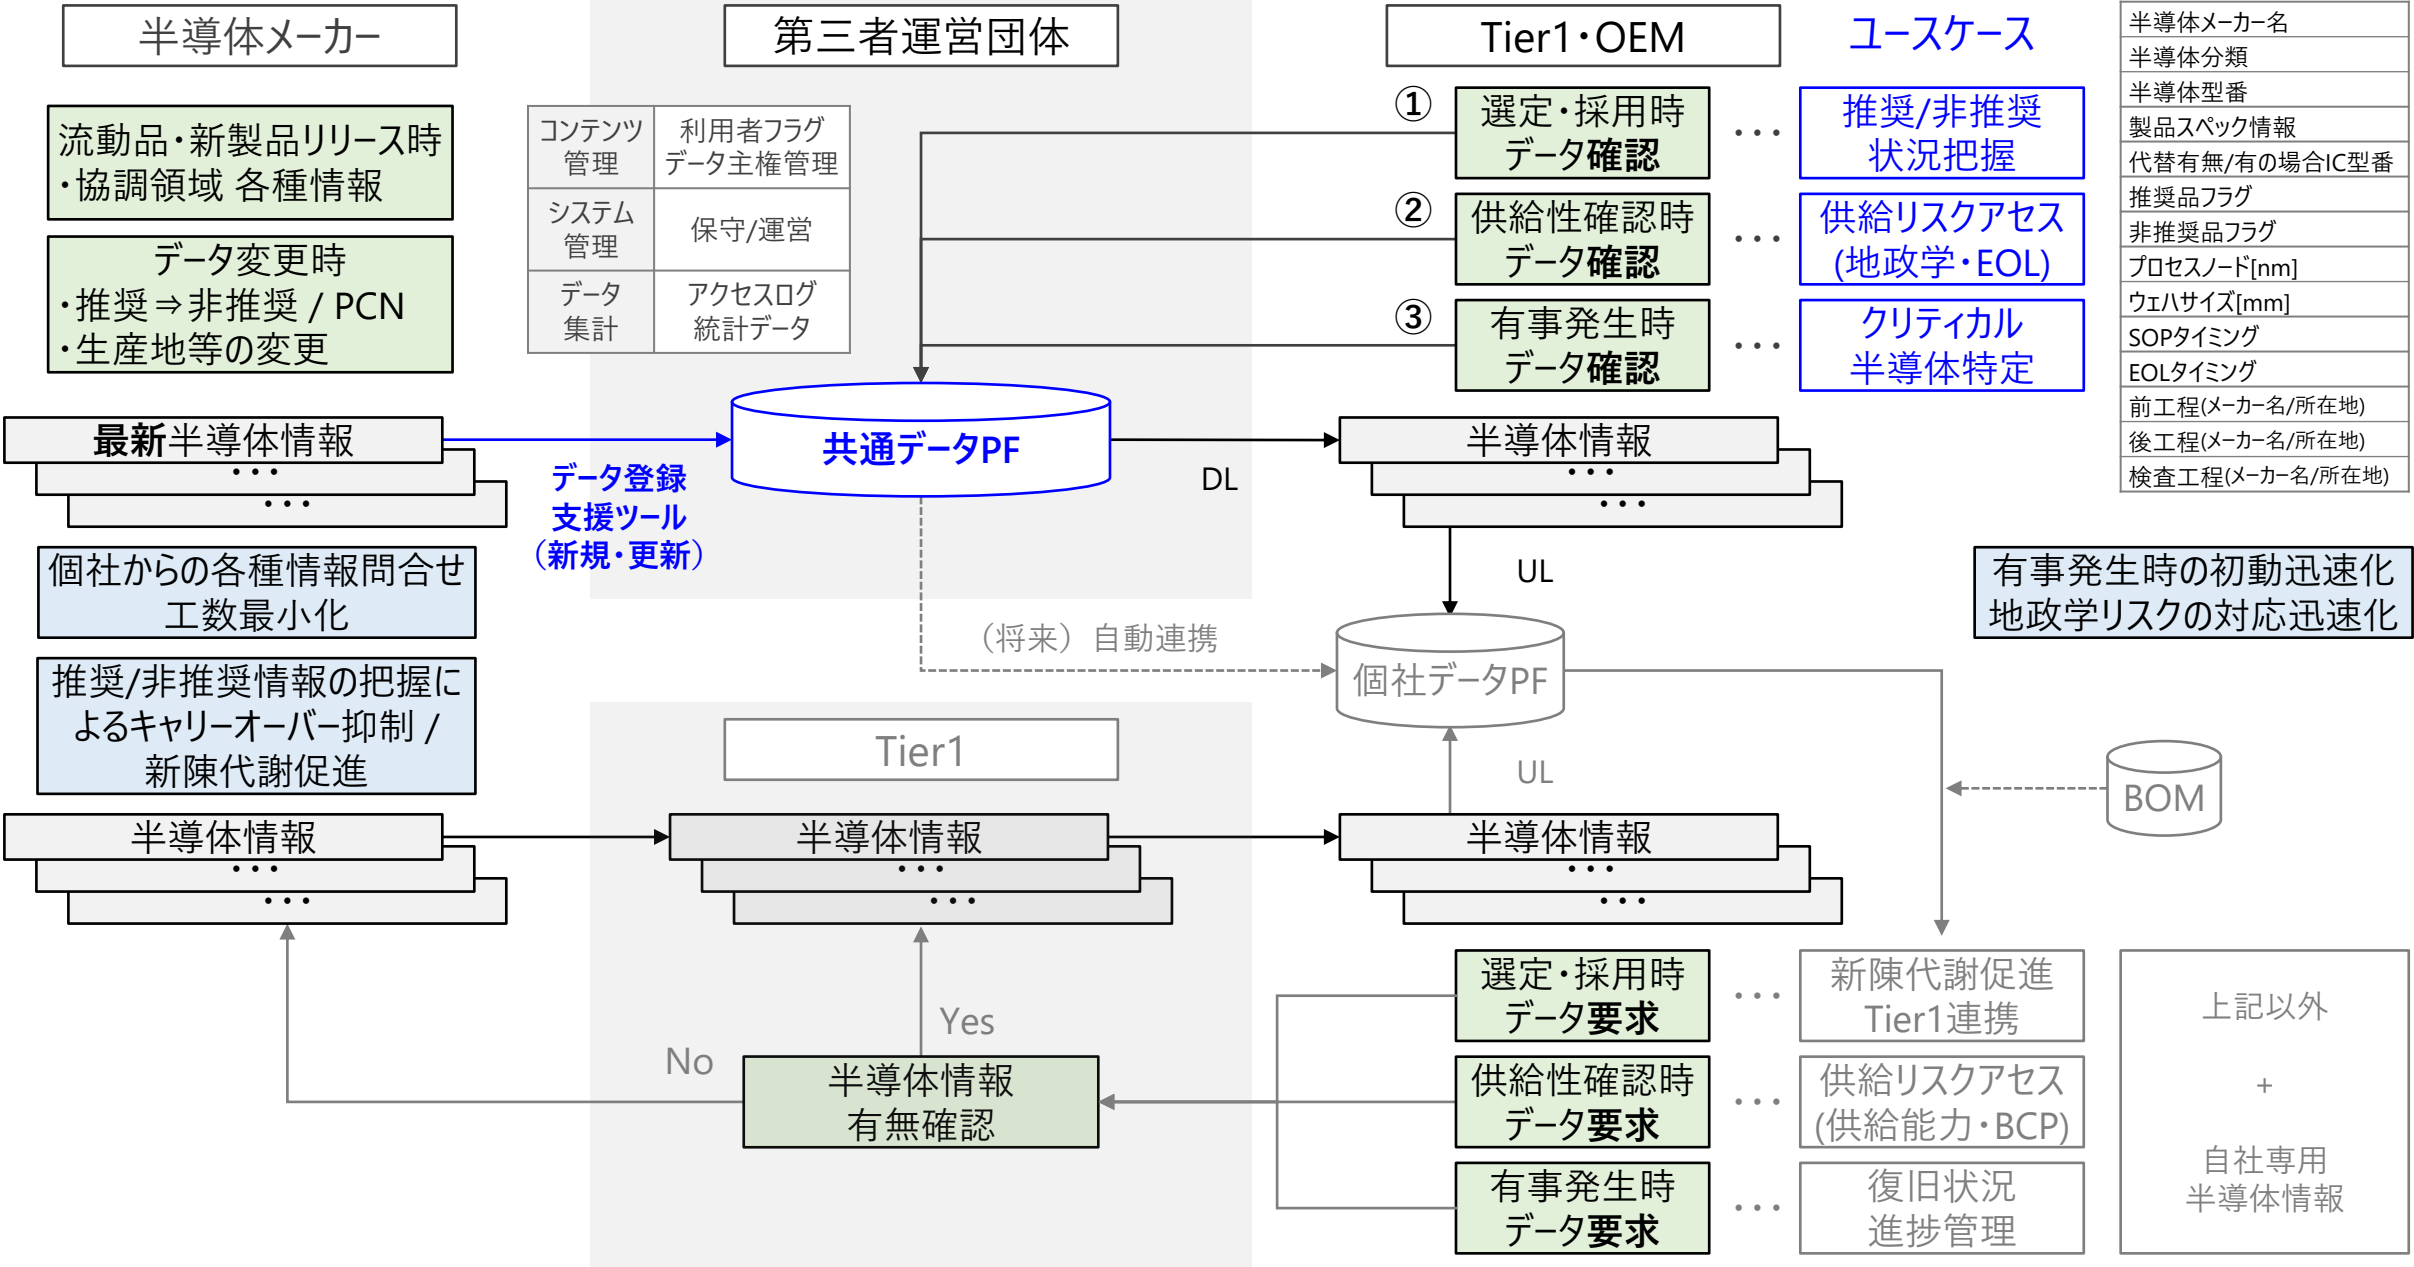 半導体メーカー
第三者運営団体
Tier1・OEM
ユースケース
流動品・新製品リリース時
・協調領域 各種情報
データ変更時
・推奨⇒非推奨 / PCN
・生産地等の変更
コンテンツ
管理
利用者フラグ
データ主権管理
システム
管理
保守/運営
データ
集計
アクセスログ
統計データ
①
選定・採用時
データ確認
・・・
推奨/非推奨
状況把握
②
供給性確認時
データ確認
・・・
供給リスクアセス
(地政学・EOL)
③
有事発生時
データ確認
・・・
クリティカル
半導体特定
半導体メーカー名
半導体分類
半導体型番
製品スペック情報
代替有無/有の場合IC型番
推奨品フラグ
非推奨品フラグ
プロセスノード[nm]
ウェハサイズ[mm]
SOPタイミング
EOLタイミング
前工程(メーカー名/所在地)
後工程(メーカー名/所在地)
検査工程(メーカー名/所在地)
最新半導体情報
・・・
・・・
データ登録
支援ツール
（新規・更新）
共通データPF
DL
半導体情報
・・・
・・・
UL
個社からの各種情報問合せ
工数最小化
推奨/非推奨情報の把握に
よるキャリーオーバー抑制 /
新陳代謝促進
有事発生時の初動迅速化
地政学リスクの対応迅速化
（将来）自動連携
個社データPF
Tier1
UL
BOM
半導体情報
・・・
・・・
半導体情報
・・・
・・・
半導体情報
・・・
・・・
Yes
No
半導体情報
有無確認
選定・採用時
データ要求
・・・
新陳代謝促進
Tier1連携
供給性確認時
データ要求
・・・
供給リスクアセス
(供給能力・BCP)
有事発生時
データ要求
・・・
復旧状況
進捗管理
上記以外
+
自社専用
半導体情報